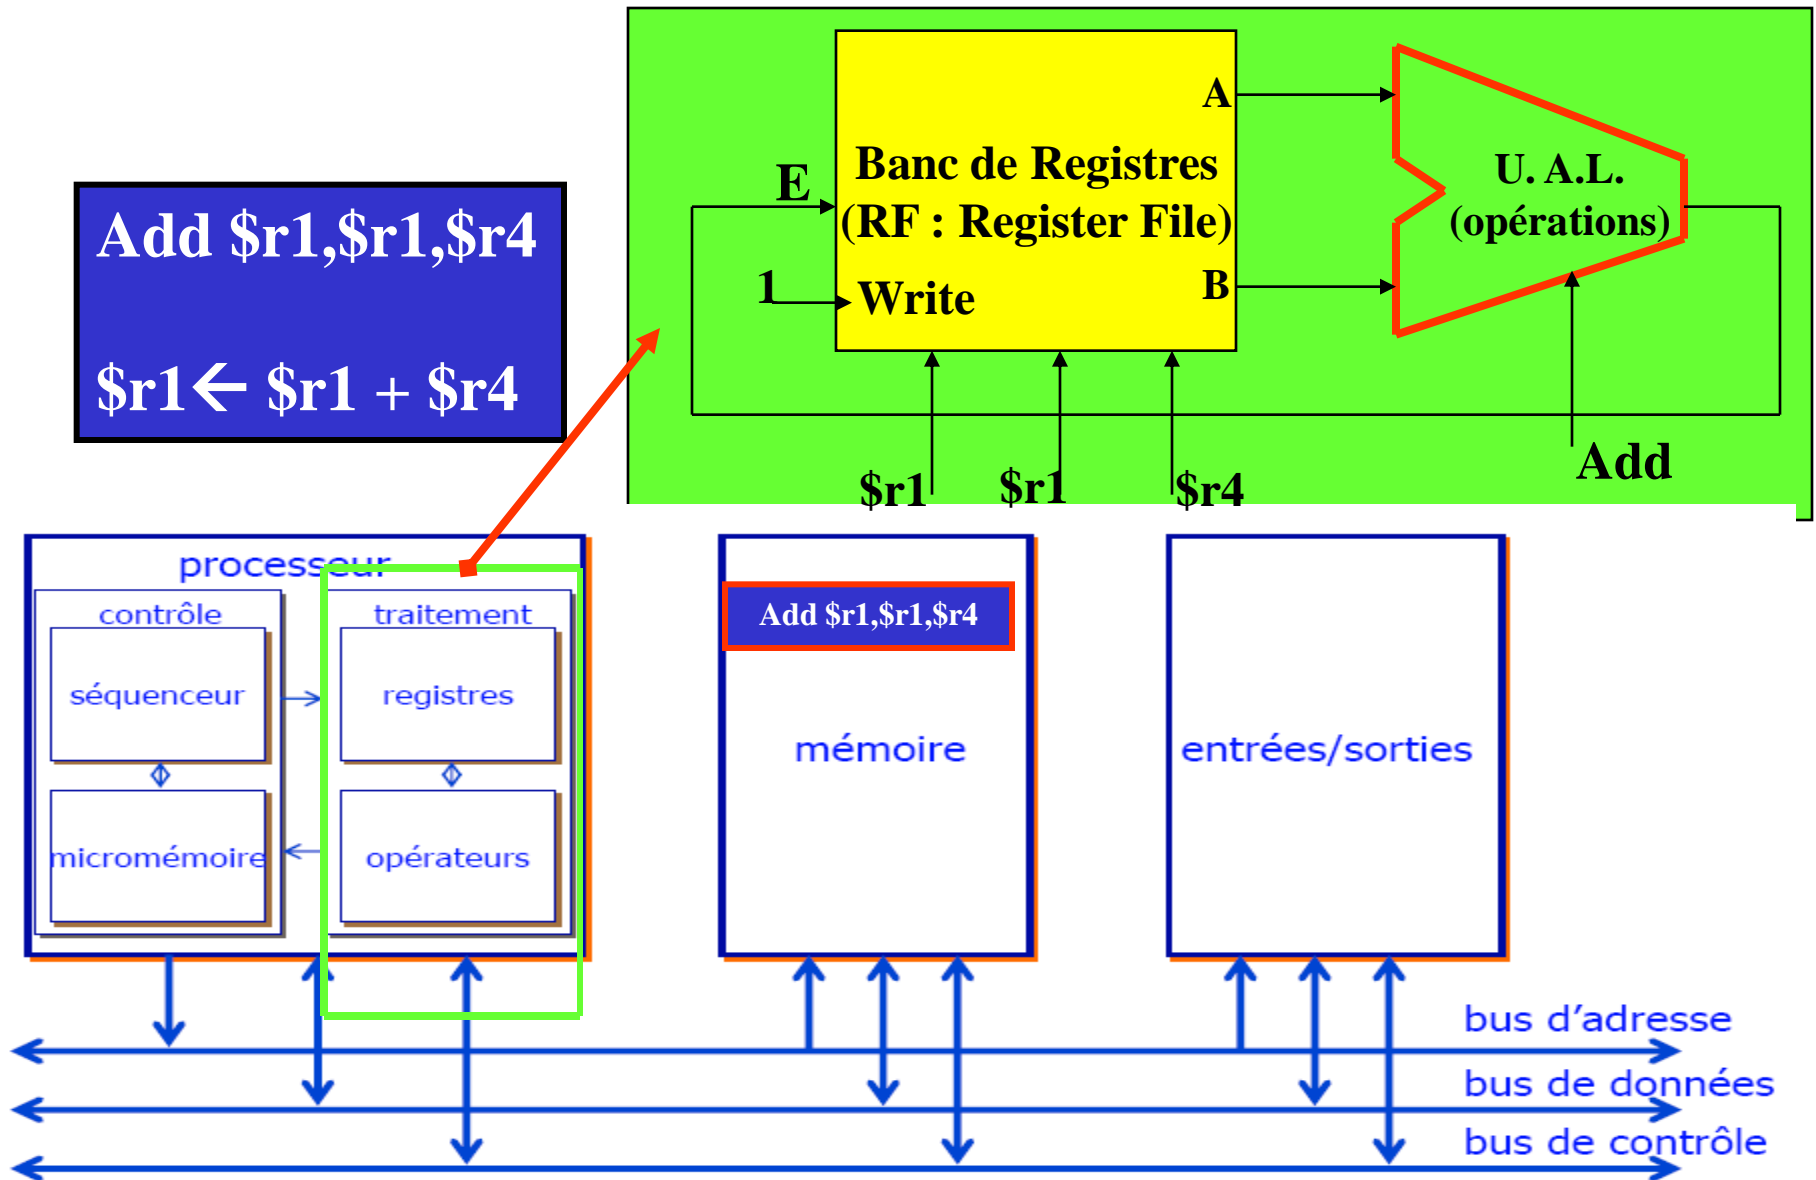 A
Banc de Registres
(RF : Register File)
E
1
Write
B
U. A.L.
(opérations)
Add $r1,$r1,$r4
$r1← $r1 + $r4
$r1
$r1
$r4
Add
processeur
contrôle
traitement
séquenceur
registres
micromémoire
opérateurs
Add $r1,$r1,$r4
mémoire
entrées/sorties
bus d’adresse
bus de données
bus de contrôle